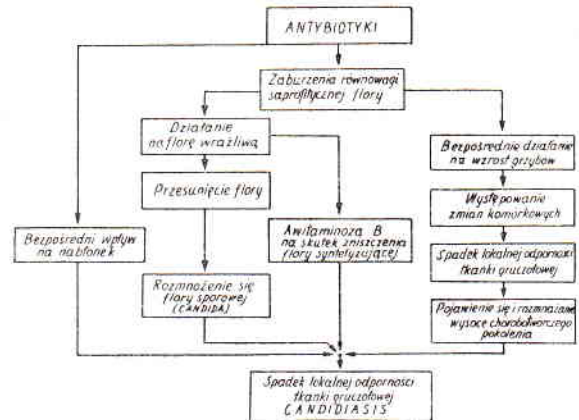 ANTYBIOTYKI
Zaburzenia równowagi
saprofitycznej flory
Działanie
na florę wrażliwą
Bezpośrednie działanie
na wzrost grzybów
Przesunięcie flory
Występowanie
zmian komórkowych
Bezpośredni wpływ
na nabłonek
Awitaminoza B
na skutek zniszczenia
flory syntetyzującej
Spadek lokalnej odporności
tkanki gruczołowej
Rozmnożenie się
flory sporowej
(CANDIDA)
Pojawienie się i rozmnażanie
wysoce chorobotwórczego
pokolenia
Spadek lokalnej odporności
tkanki gruczołowej
CANDIDIASIS